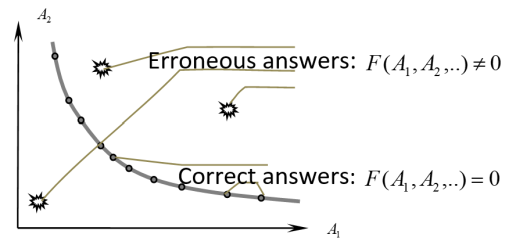 A₂
Erroneous answers: F(A₁, A₂,..) ≠ 0
Correct answers: F(A₁, A₂,..) = 0
A₁